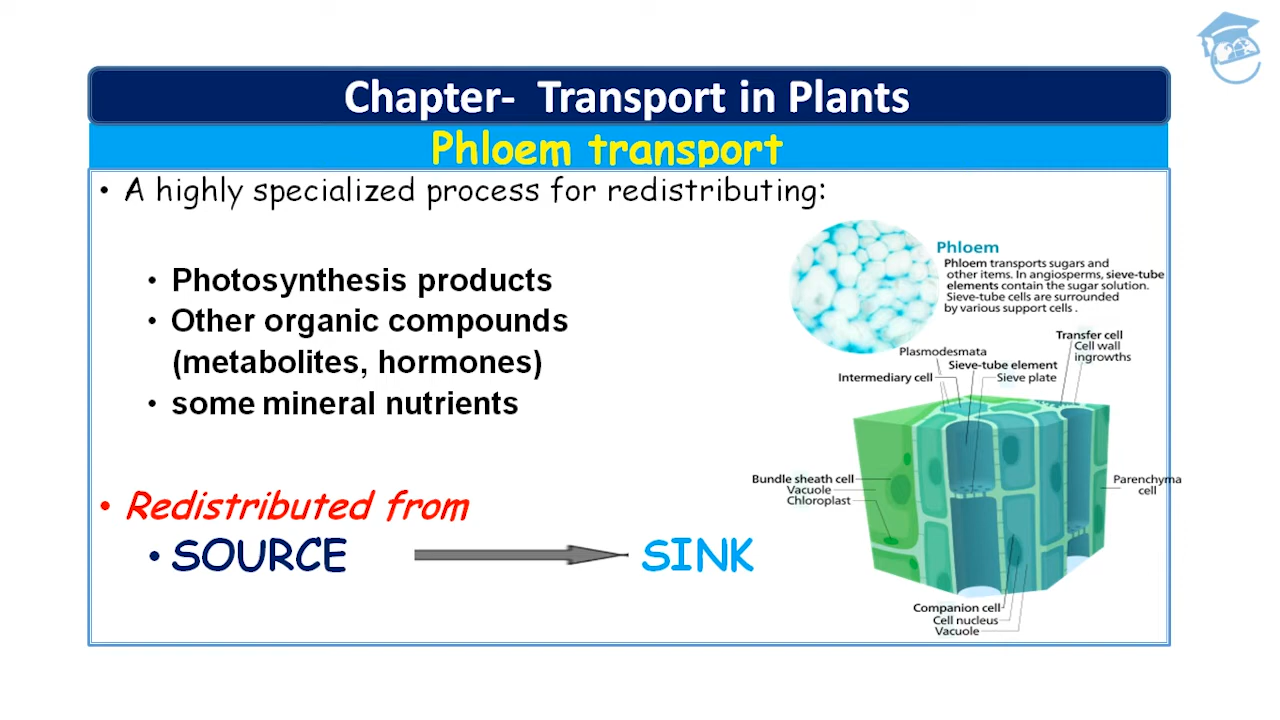 Chapter-  Transport in Plants
Phloem transport
• A highly specialized process for redistributing:
• Photosynthesis products
• Other organic compounds
(metabolites, hormones)
• some mineral nutrients
• Redistributed from
• SOURCE
SINK
Phloem
Phloem transports sugars and
other items. In angiosperms, sieve-tube
elements contain the sugar solution.
Sieve-tube cells are surrounded
by various support cells .
Transfer cell
Cell wall
ingrowths
Plasmodesmata
Sieve-tube element
Intermediary cell
Sieve plate
Bundle sheath cell
Vacuole
Chloroplast
Parenchyma
cell
Companion cell
Cell nucleus
Vacuole